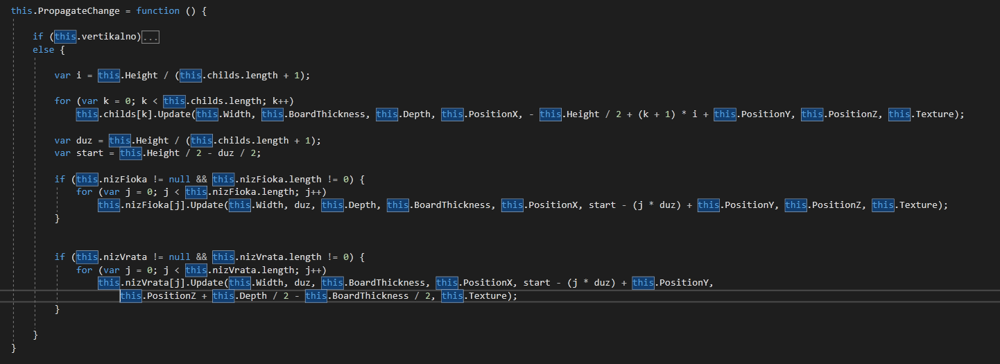 this.PropagateChange = function () {
if (this.vertikalno)...
else {
var i = this.Height / (this.childs.length + 1);
for (var k = 0; k < this.childs.length; k++)
this.childs[k].Update(this.Width, this.BoardThickness, this.Depth, this.PositionX, - this.Height / 2 + (k + 1) * i + this.PositionY, this.PositionZ, this.Texture);
var duz = this.Height / (this.childs.length + 1);
var start = this.Height / 2 - duz / 2;
if (this.nizFioka != null && this.nizFioka.length != 0) {
for (var j = 0; j < this.nizFioka.length; j++)
this.nizFioka[j].Update(this.Width, duz, this.Depth, this.BoardThickness, this.PositionX, start - (j * duz) + this.PositionY, this.PositionZ, this.Texture);
}
if (this.nizVrata != null && this.nizVrata.length != 0) {
for (var j = 0; j < this.nizVrata.length; j++)
this.nizVrata[j].Update(this.Width, duz, this.BoardThickness, this.PositionX, start - (j * duz) + this.PositionY,
this.PositionZ + this.Depth / 2 - this.BoardThickness / 2, this.Texture);
}
}
}